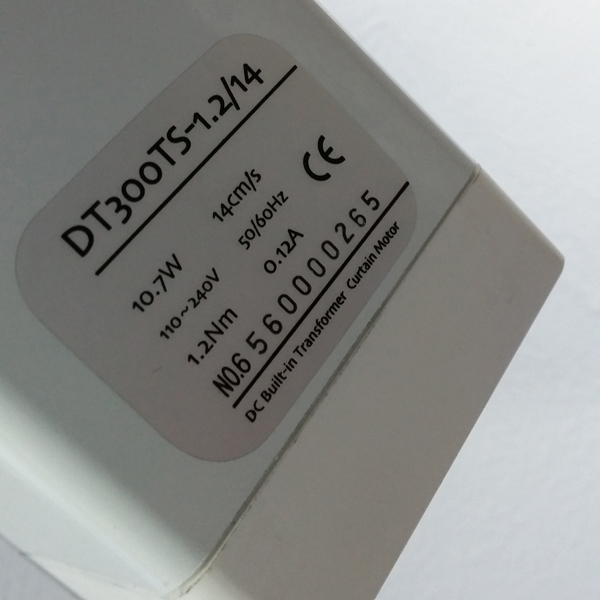 DT300TS-1.2/14
10.7W 14cm/s
110~240V 50/60Hz CE
1.2Nm 0.12A
NO.6560000265
DC Built-in Transformer Curtain Motor